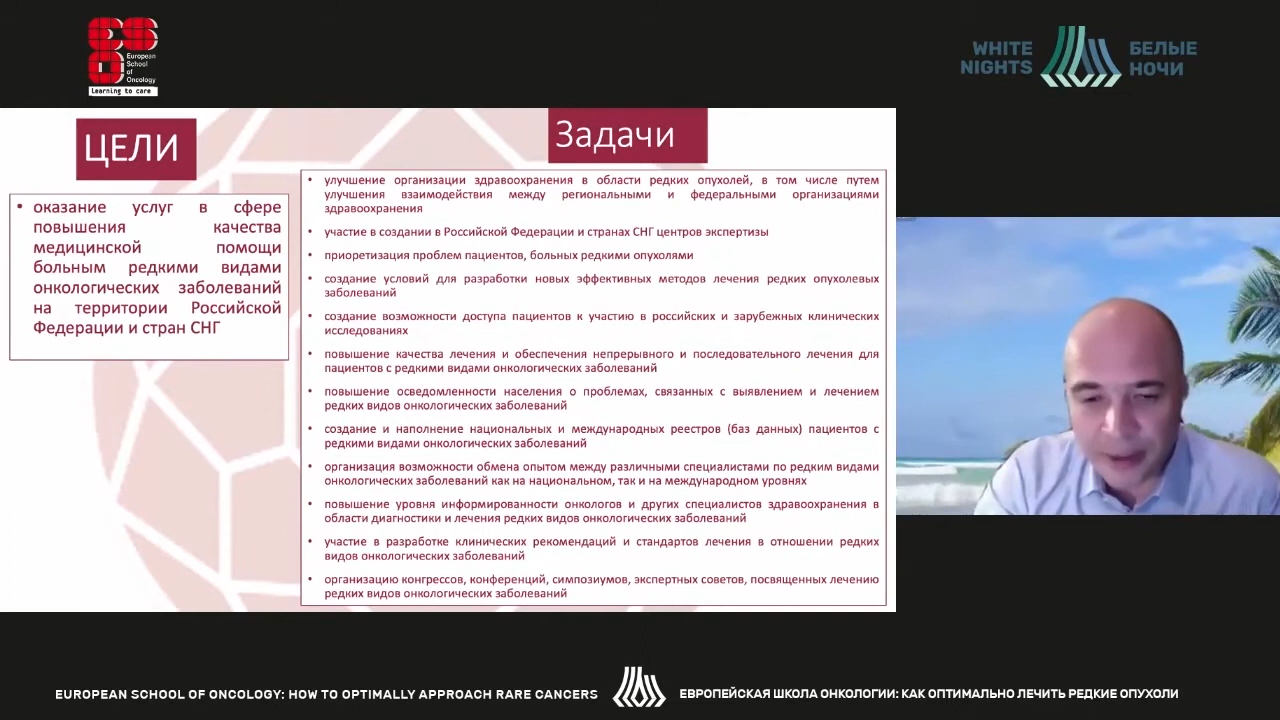 ESO
European
School
of
Oncology
Learning to care
WHITE
NIGHTS
БЕЛЫЕ
НОЧИ
ЦЕЛИ
• оказание услуг в сфере
повышения качества
медицинской помощи
больным редкими видами
онкологических заболеваний
на территории Российской
Федерации и стран СНГ
Задачи
• улучшение организации здравоохранения в области редких опухолей, в том числе путем
улучшения взаимодействия между региональными и федеральными организациями
здравоохранения
• участие в создании в Российской Федерации и странах СНГ центров экспертизы
• приоретизация проблем пациентов, больных редкими опухолями
• создание условий для разработки новых эффективных методов лечения редких опухолевых
заболеваний
• создание возможности доступа пациентов к участию в российских и зарубежных клинических
исследованиях
• повышение качества лечения и обеспечения непрерывного и последовательного лечения для
пациентов с редкими видами онкологических заболеваний
• повышение осведомленности населения о проблемах, связанных с выявлением и лечением
редких видов онкологических заболеваний
• создание и наполнение национальных и международных реестров (баз данных) пациентов с
редкими видами онкологических заболеваний
• организация возможности обмена опытом между различными специалистами по редким видами
онкологических заболеваний как на национальном, так и на международном уровнях
• повышение уровня информированности онкологов и других специалистов здравоохранения в
области диагностики и лечения редких видов онкологических заболеваний
• участие в разработке клинических рекомендаций и стандартов лечения в отношении редких
видов онкологических заболеваний
• организацию конгрессов, конференций, симпозиумов, экспертных советов, посвященных лечению
редких видов онкологических заболеваний
EUROPEAN SCHOOL OF ONCOLOGY: HOW TO OPTIMALLY APPROACH RARE CANCERS
ЕВРОПЕЙСКАЯ ШКОЛА ОНКОЛОГИИ: КАК ОПТИМАЛЬНО ЛЕЧИТЬ РЕДКИЕ ОПУХОЛИ